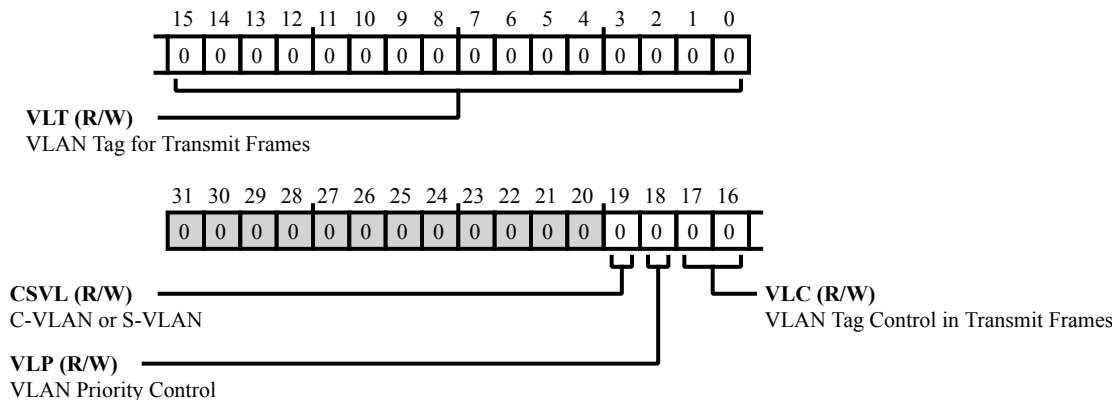 15 14 13 12 11 10 9 8 7 6 5 4 3 2 1 0
0 0 0 0 0 0 0 0 0 0 0 0 0 0 0 0
VLT (R/W)
VLAN Tag for Transmit Frames
31 30 29 28 27 26 25 24 23 22 21 20 19 18 17 16
0 0 0 0 0 0 0 0 0 0 0 0 0 0 0 0
CSVL (R/W)
C-VLAN or S-VLAN
VLC (R/W)
VLAN Tag Control in Transmit Frames
VLP (R/W)
VLAN Priority Control